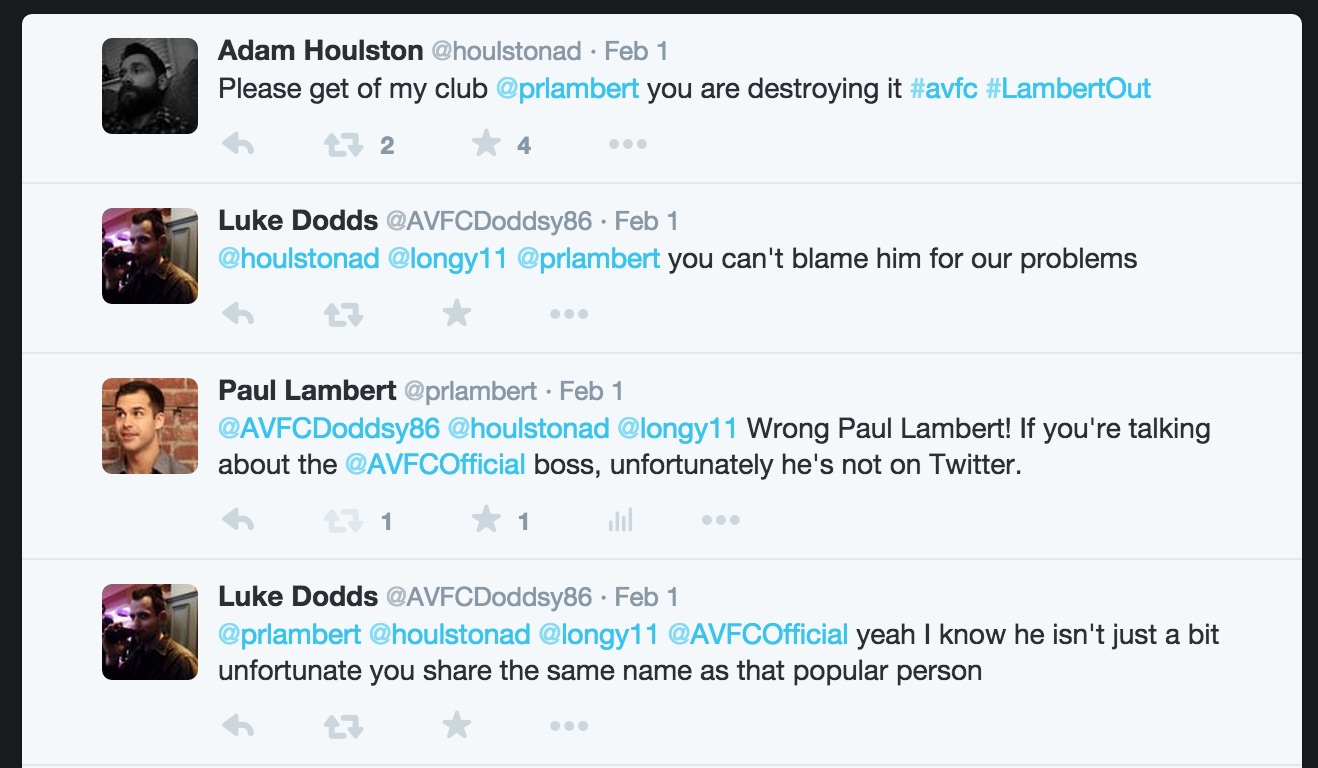 Adam Houlston @houlstonad · Feb 1
Please get of my club @prlambert you are destroying it #avfc #LambertOut
2 4
Luke Dodds @AVFCDoddsy86 · Feb 1
@houlstonad @longy11 @prlambert you can't blame him for our problems
Paul Lambert @prlambert · Feb 1
@AVFCDoddsy86 @houlstonad @longy11 Wrong Paul Lambert! If you're talking
about the @AVFCOfficial boss, unfortunately he's not on Twitter.
1 1
Luke Dodds @AVFCDoddsy86 · Feb 1
@prlambert @houlstonad @longy11 @AVFCOfficial yeah I know he isn't just a bit
unfortunate you share the same name as that popular person